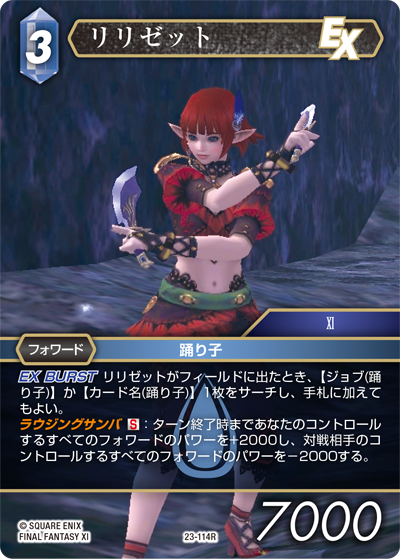 3
リリゼット
EX
XI
フォワード
踊り子
EX BURST リリゼットがフィールドに出たとき、【ジョブ(踊
り子)】か【カード名(踊り子)】1枚をサーチし、手札に加えて
もよい。
ラウジングサンバ S：ターン終了時まであなたのコントロール
するすべてのフォワードのパワーを+2000し、対戦相手のコ
ントロールするすべてのフォワードのパワーを－2000する。
© SQUARE ENIX
FINAL FANTASY XI
23-114R
7000